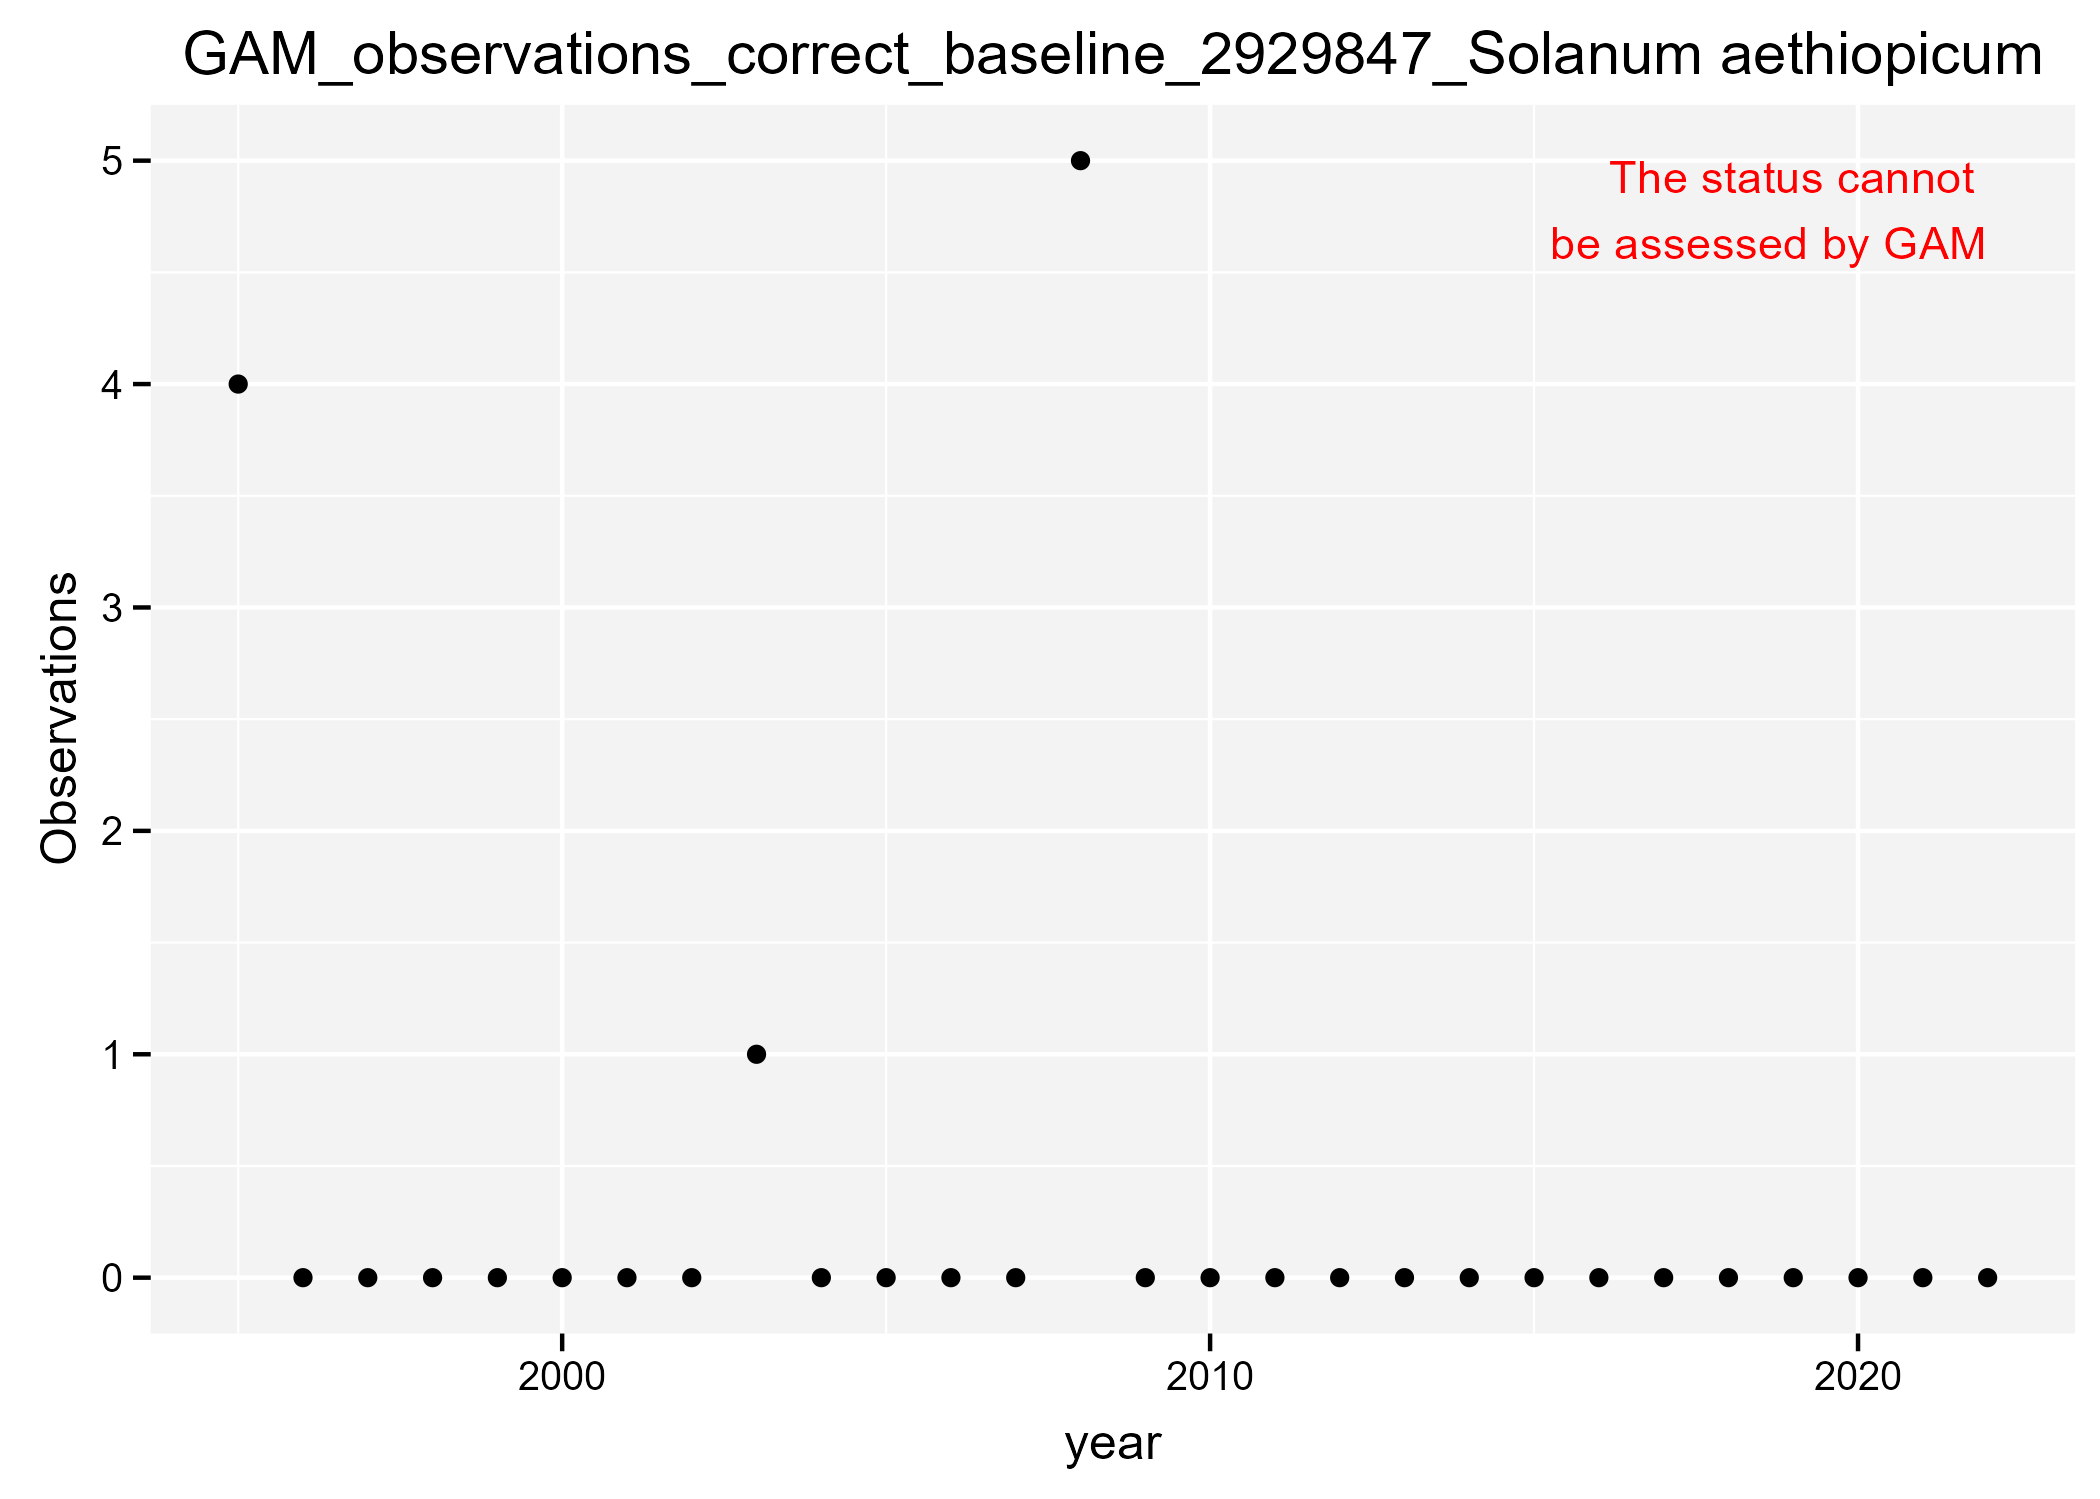 GAM_observations_correct_baseline_2929847_Solanum aethiopicum
The status cannot
be assessed by GAM
Observations
5
4
3
2
1
0
2000 2010 2020
year